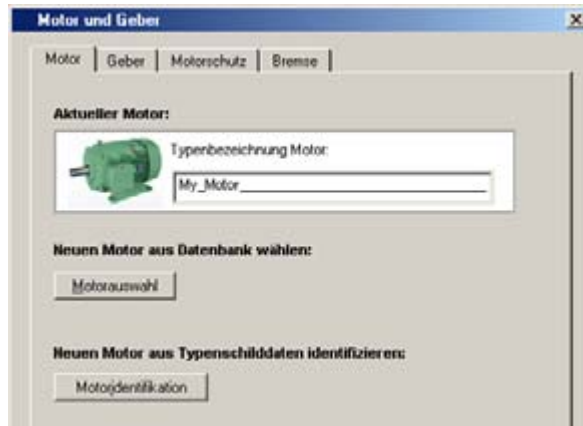 Motor und Geber
Motor Geber Motorschutz Bremse
Aktueller Motor:
Typenbezeichnung Motor:
My_Motor_______________________________
Neuen Motor aus Datenbank wählen:
Motorauswahl
Neuen Motor aus Typenschilddaten identifizieren:
Motoridentifikation